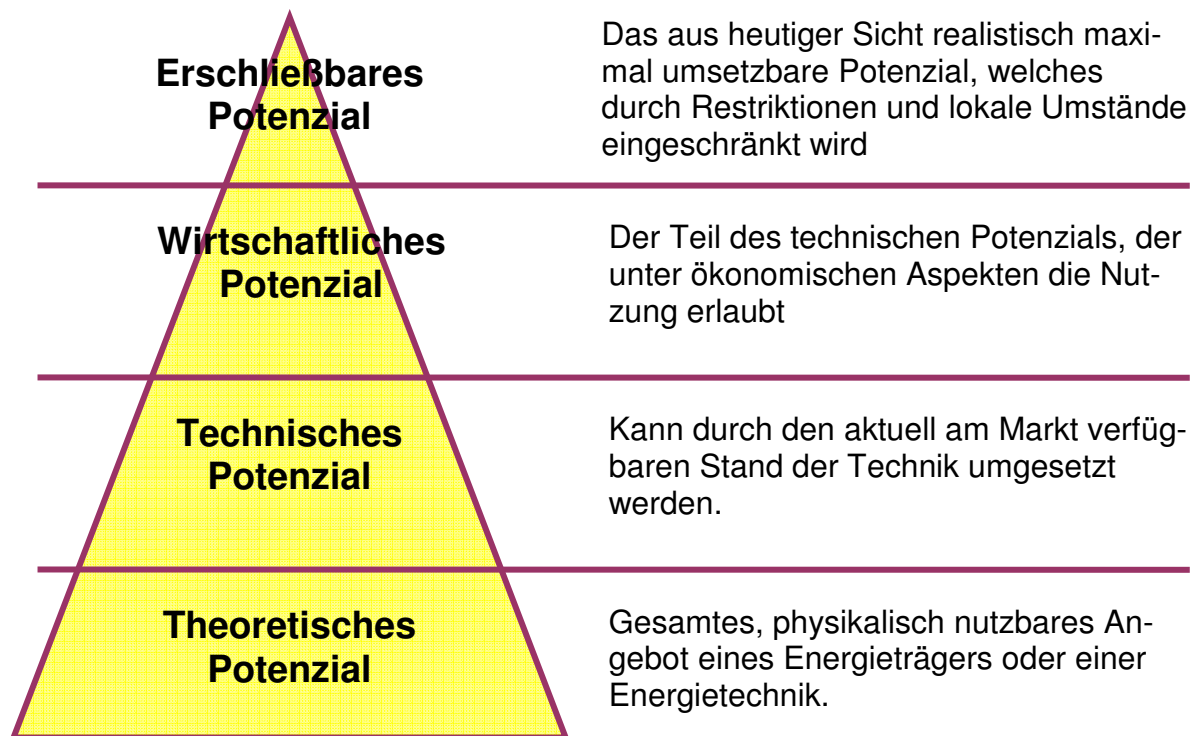 Erschließbares
Potenzial
Das aus heutiger Sicht realistisch maxi-
mal umsetzbare Potenzial, welches
durch Restriktionen und lokale Umstände
eingeschränkt wird
Wirtschaftliches
Potenzial
Der Teil des technischen Potenzials, der
unter ökonomischen Aspekten die Nut-
zung erlaubt
Technisches
Potenzial
Kann durch den aktuell am Markt verfüg-
baren Stand der Technik umgesetzt
werden.
Theoretisches
Potenzial
Gesamtes, physikalisch nutzbares An-
gebot eines Energieträgers oder einer
Energietechnik.